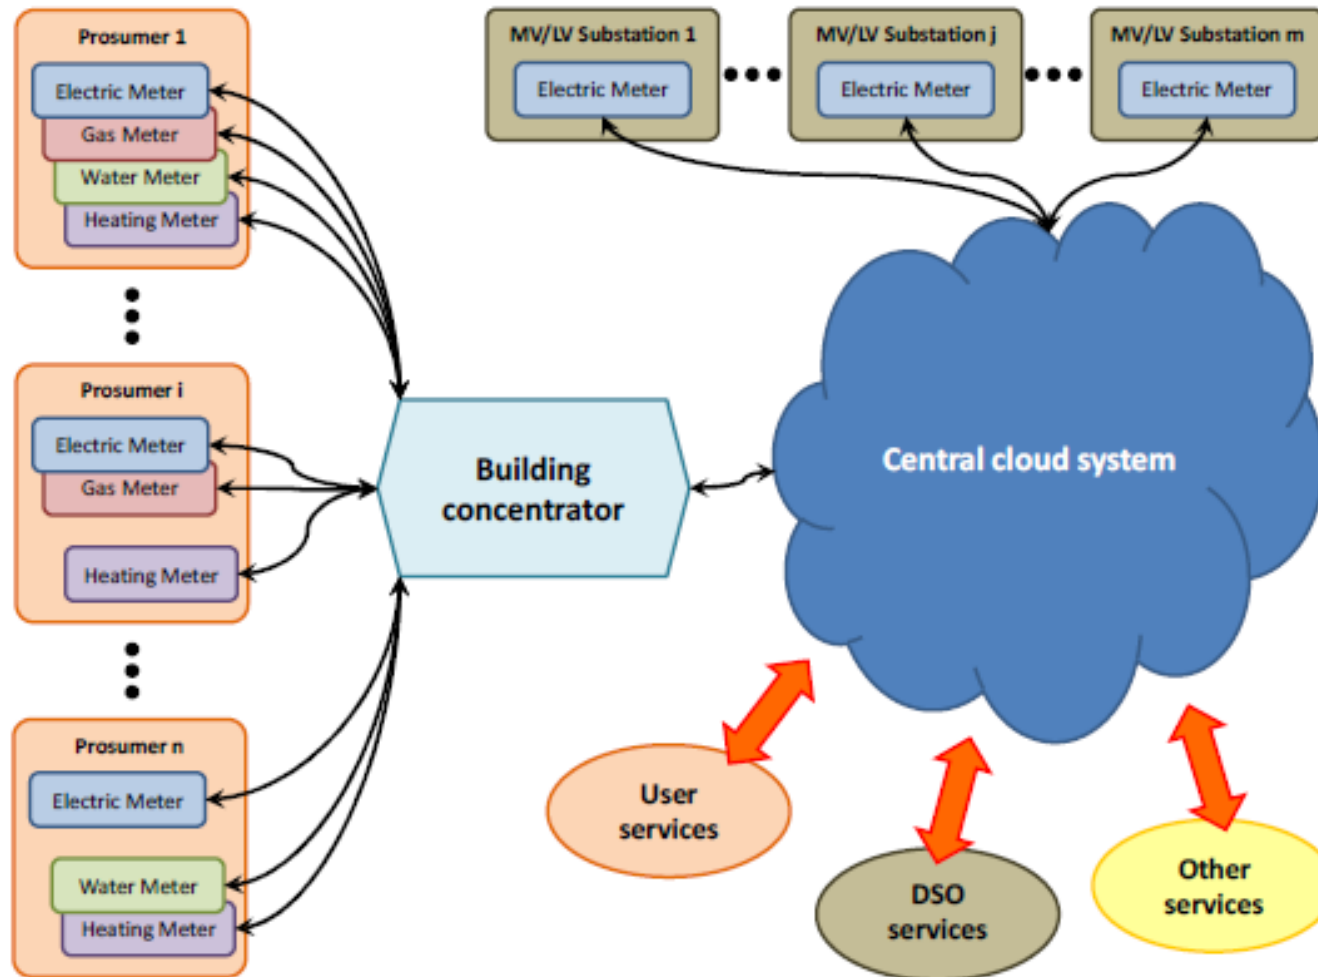 Prosumer 1
Electric Meter
Gas Meter
Water Meter
Heating Meter
Prosumer i
Electric Meter
Gas Meter
Heating Meter
Prosumer n
Electric Meter
Water Meter
Heating Meter
MV/LV Substation 1
Electric Meter
MV/LV Substation j
Electric Meter
MV/LV Substation m
Electric Meter
Building
concentrator
Central cloud system
User
services
DSO
services
Other
services